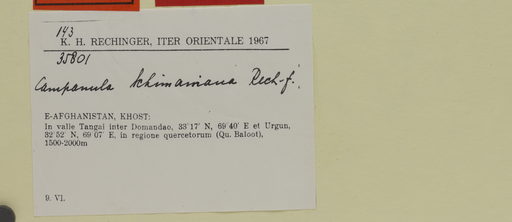 143
K. H. RECHINGER, ITER ORIENTALE 1967
35801
Campanula Rech. f.
E-AFGHANISTAN, KHOST:
In valle Tangai inter Domandao, 33°17' N, 69°40' E et Urgun,
32°52' N, 69°07' E, in regione quercetorum (Qu. Baloot),
1500-2000m
9. VI.